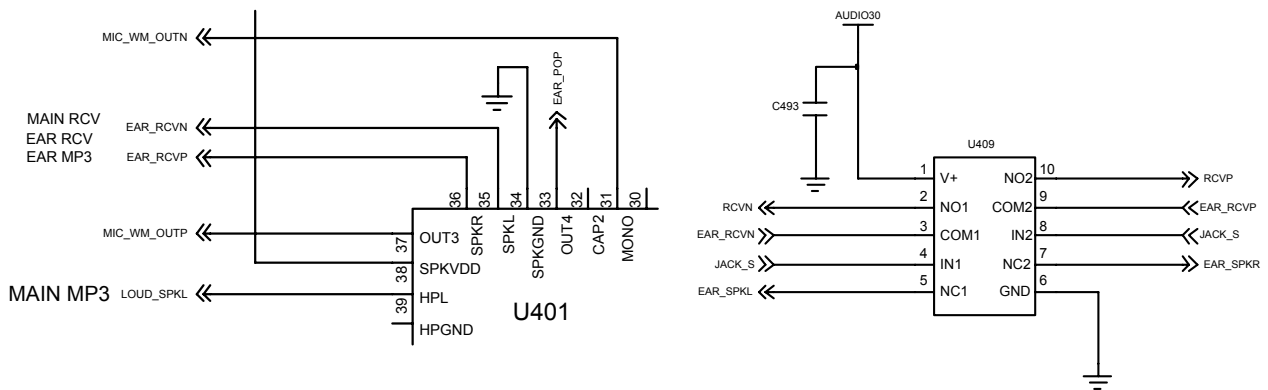 AUDIO30
MIC_WM_OUTN
EAR_POP
C493
MAIN RCV
EAR RCV
EAR MP3
EAR_RCVN
EAR_RCVP
U409
36
35
34
33
32
31
30
SPKR
SPKL
SPKGND
OUT4
CAP2
MONO
MIC_WM_OUTP
37
OUT3
38
SPKVDD
MAIN MP3
LOUD_SPKL
39
HPL
HPGND
U401
1 V+ NO2 10 RCVP
RCVN 2 NO1 COM2 9 EAR_RCVP
EAR_RCVN 3 COM1 IN2 8 JACK_S
JACK_S 4 IN1 NC2 7 EAR_SPKR
EAR_SPKL 5 NC1 GND 6